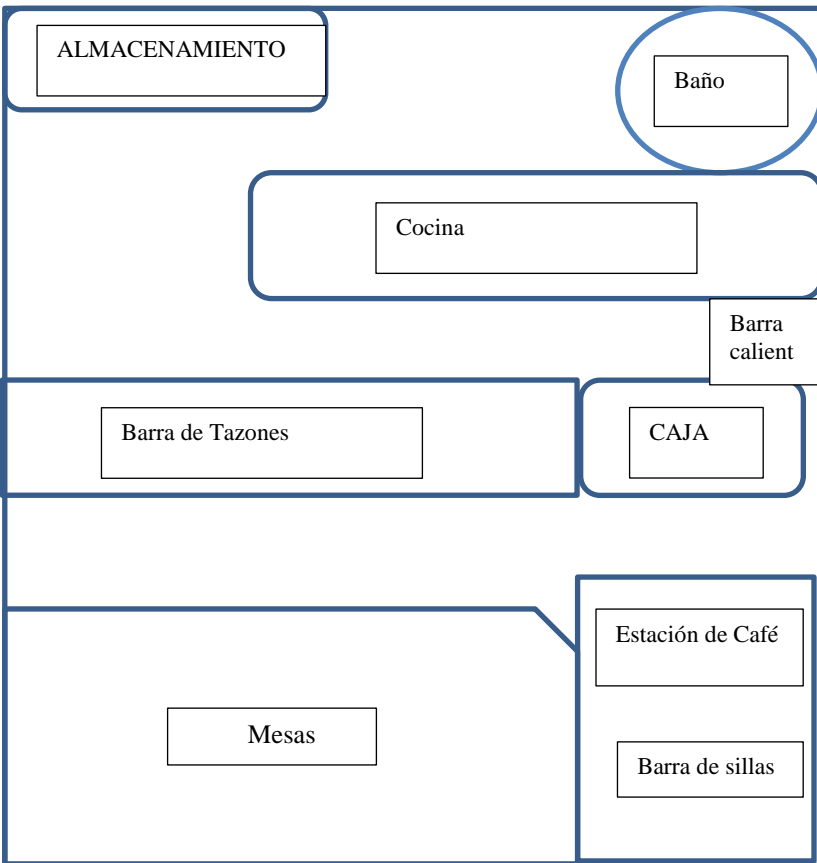 ALMACENAMIENTO
Baño
Cocina
Barra
calient
Barra de Tazones
CAJA
Estación de Café
Mesas
Barra de sillas